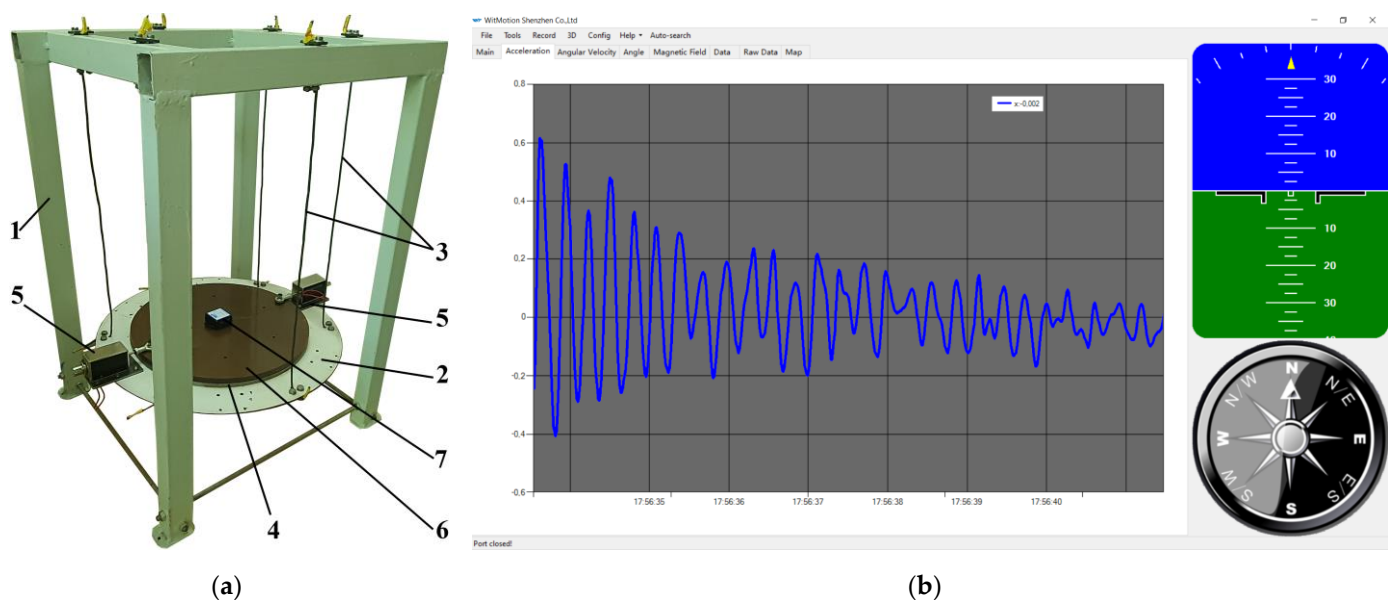 1
2
3
4
5
5
6
7
(a)
WitMotion Shenzhen Co.,Ltd
File Tools Record 3D Config Help Auto-search
Main Acceleration Angular Velocity Angle Magnetic Field Data Raw Data Map
x:-0.002
0.8
0.6
0.4
0.2
0
-0.2
-0.4
-0.6
17:56:35 17:56:36 17:56:37 17:56:38 17:56:39 17:56:40
Port closed!
30
20
10
10
20
30
N
N/E
E
S/E
S
S/W
W
N/W
(b)